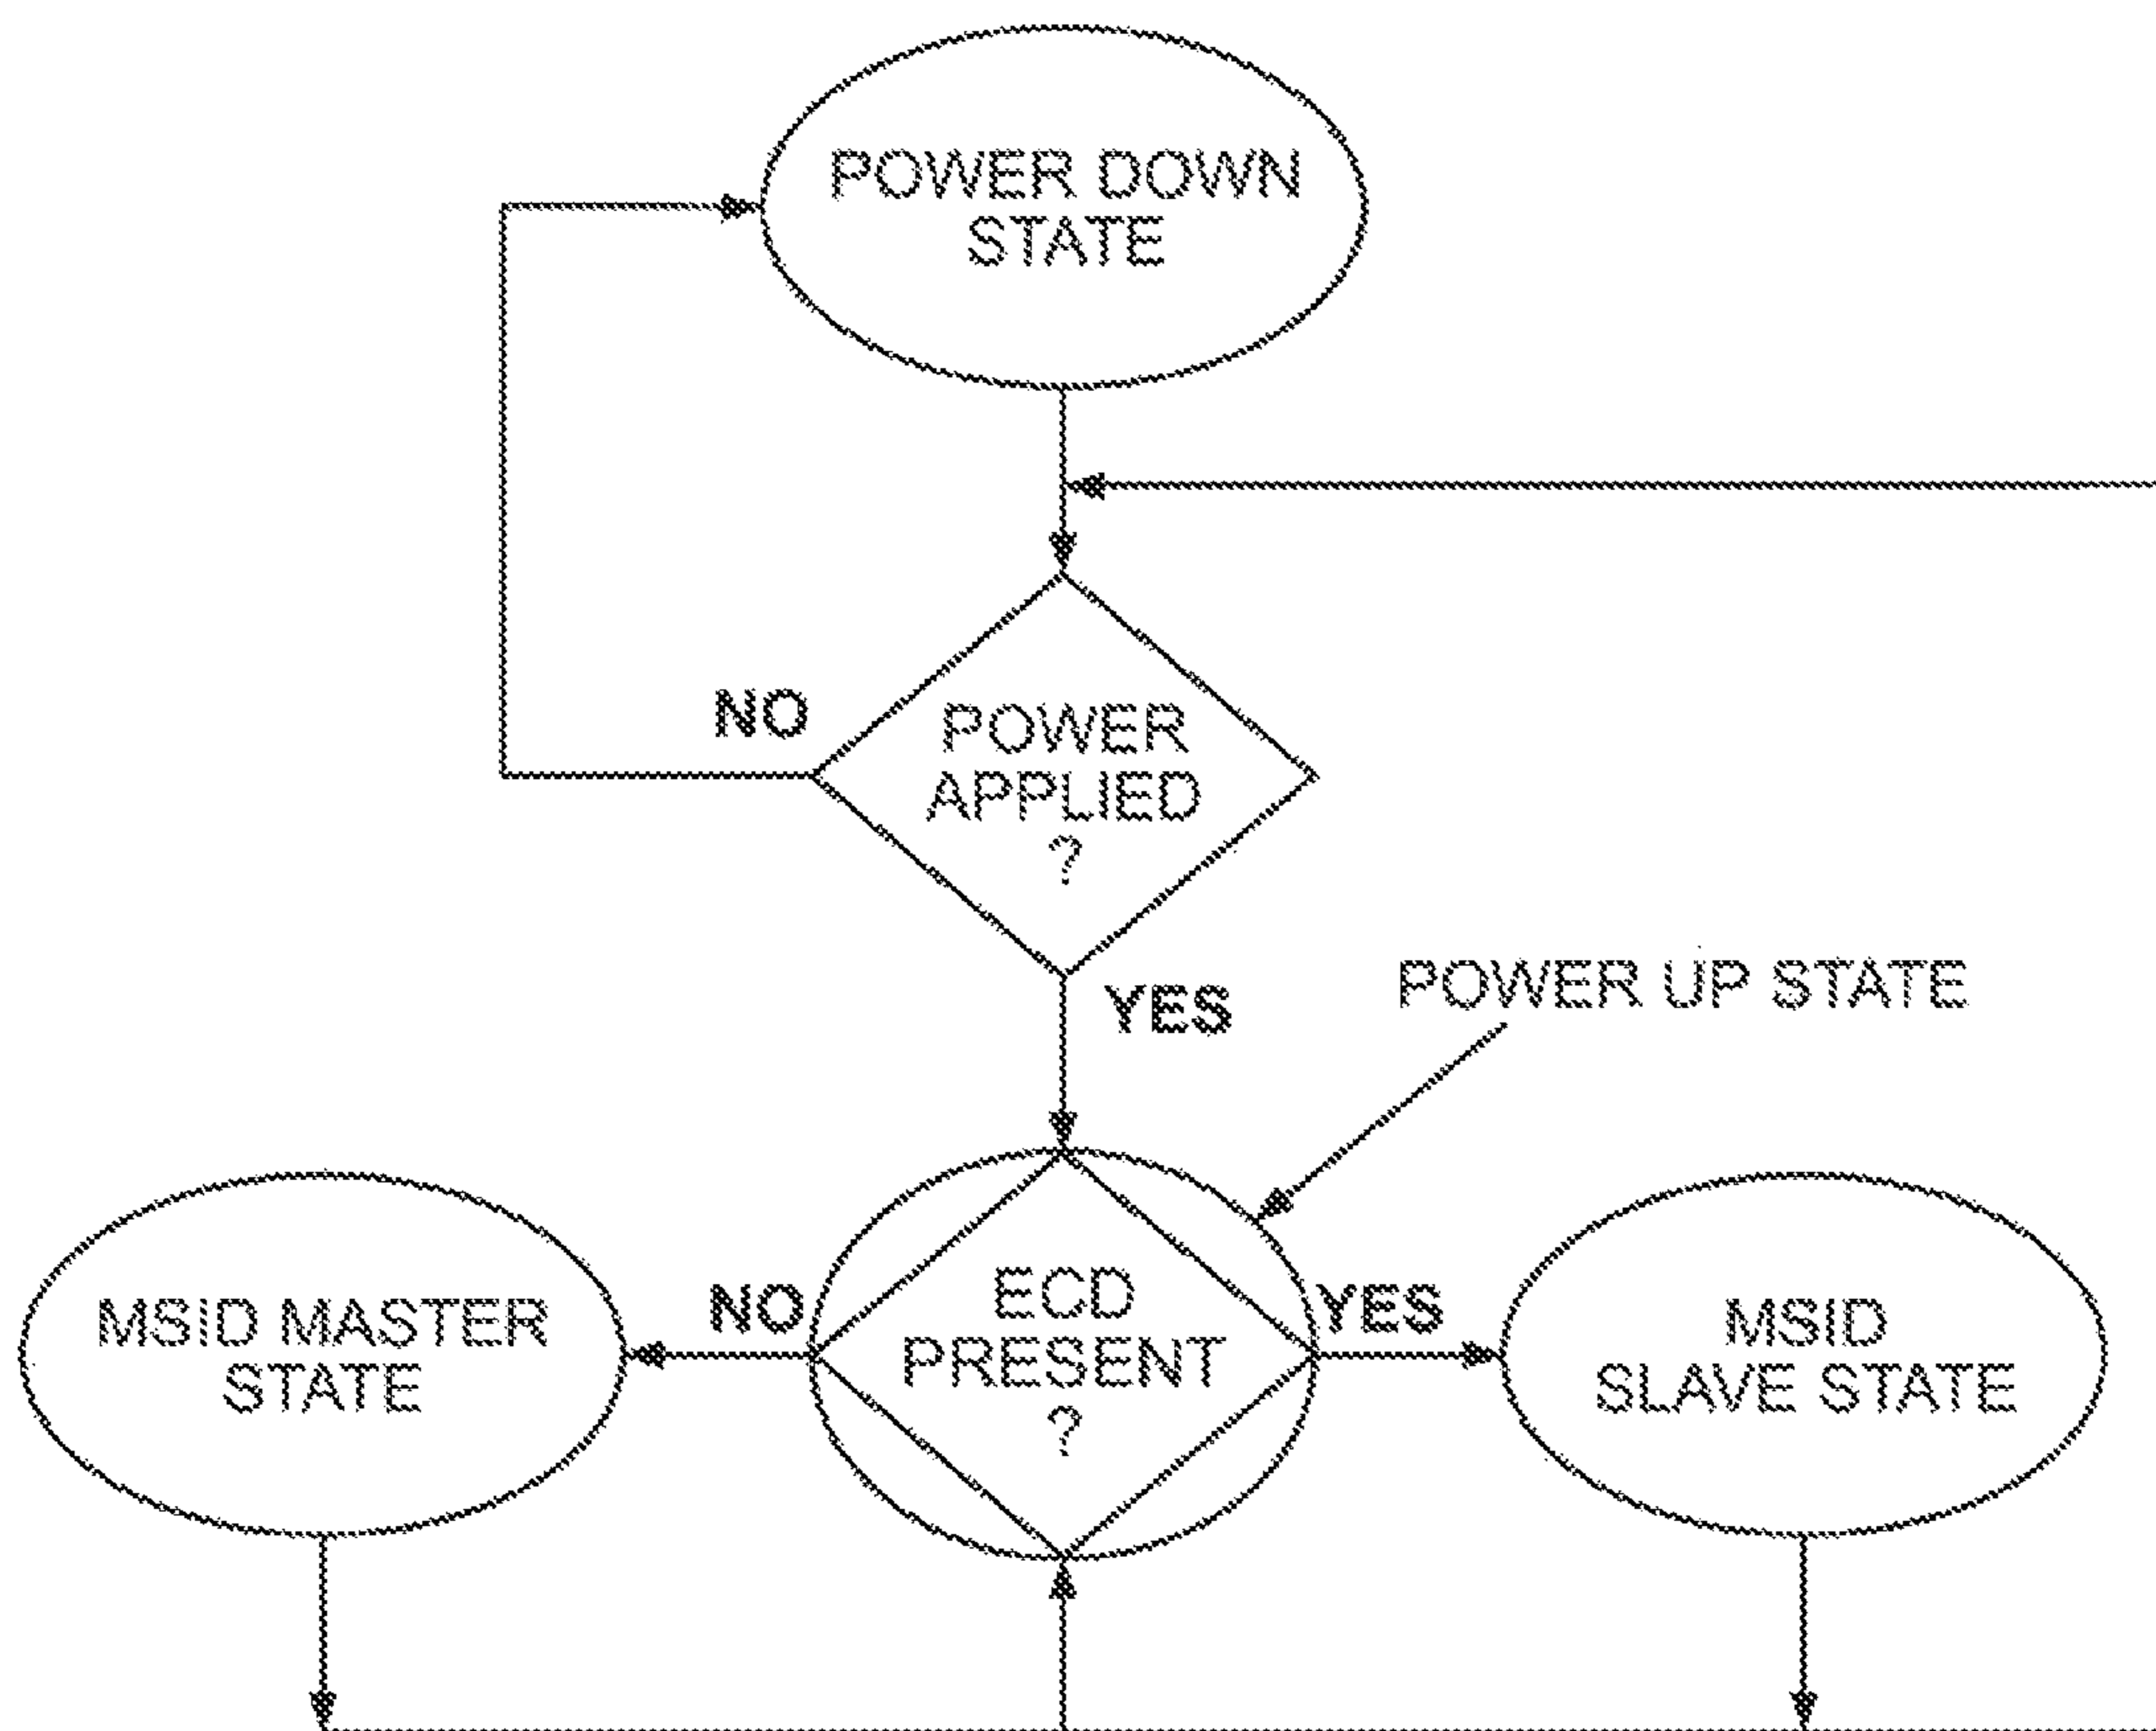 POWER DOWN
STATE
NO
POWER
APPLIED
?
YES
POWER UP STATE
MSID MASTER
STATE
NO
ECD
PRESENT
?
YES
MSID
SLAVE STATE